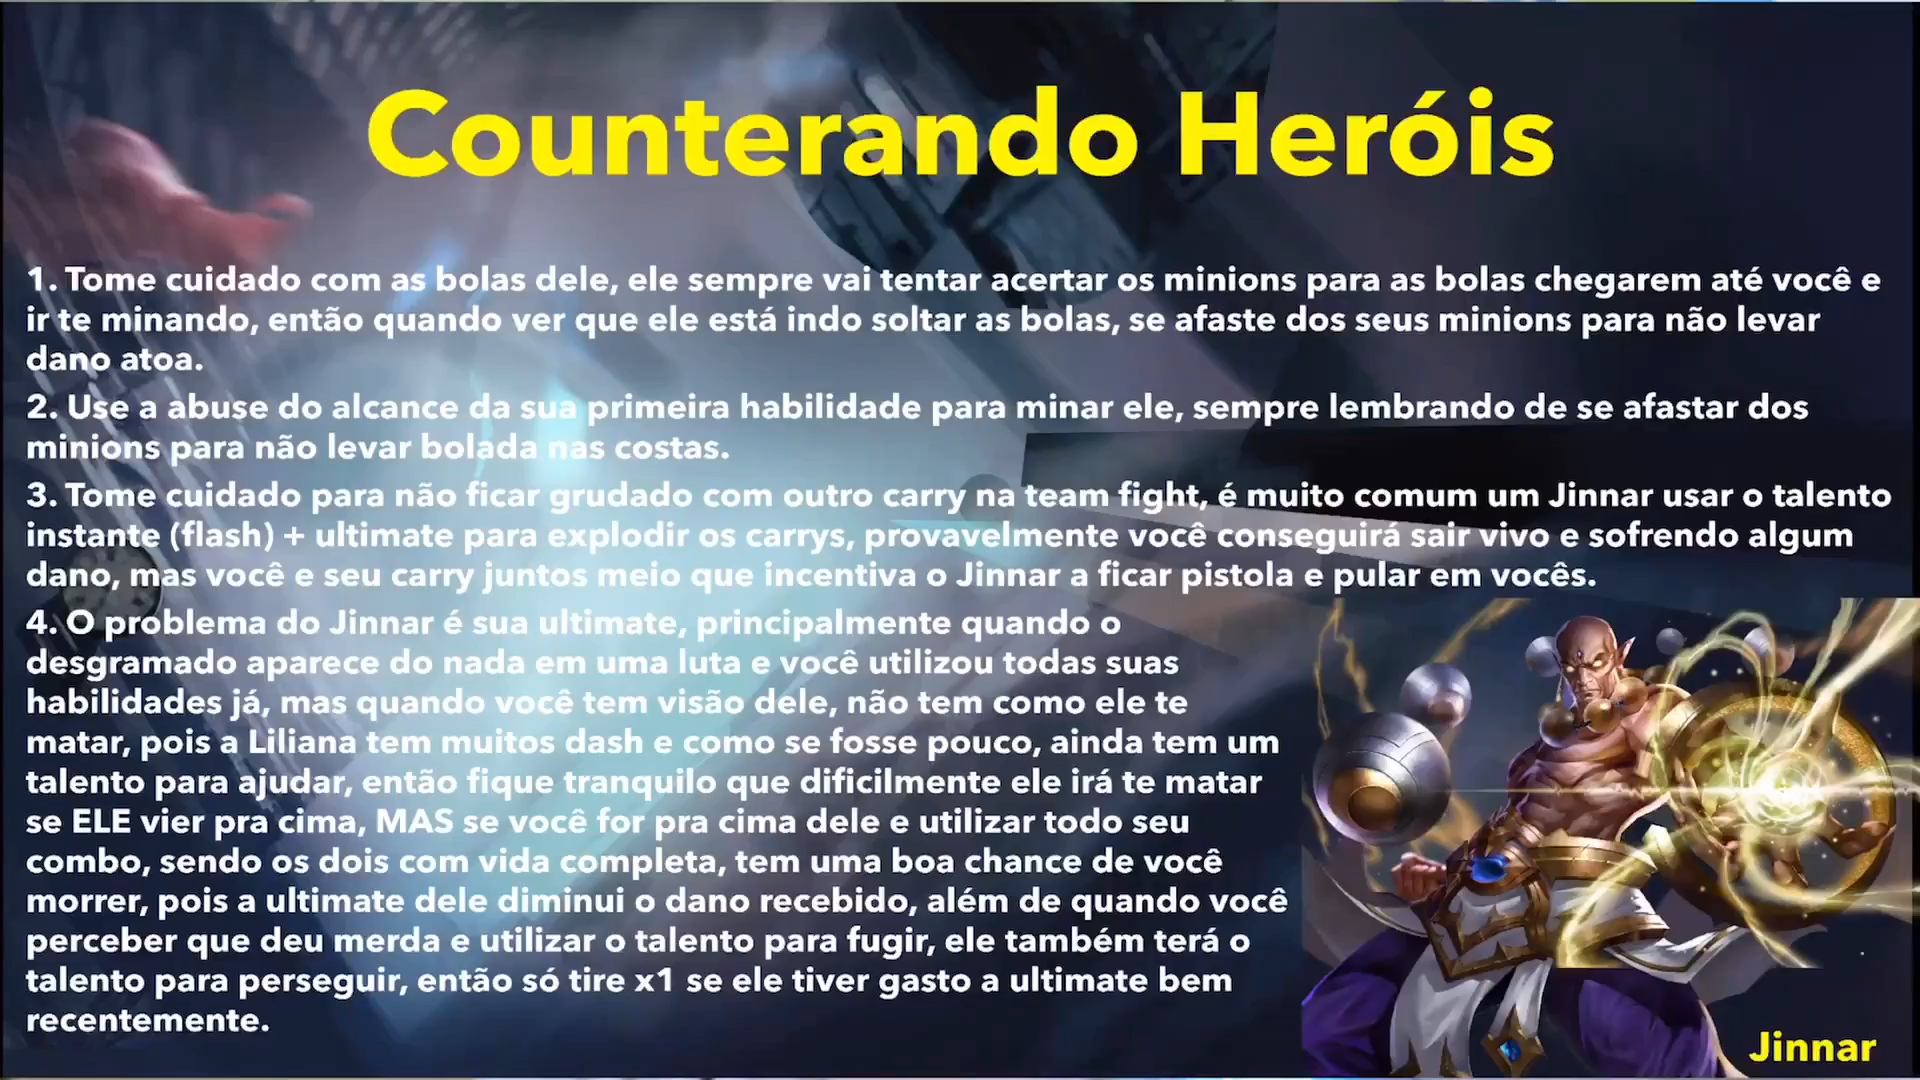 Counterando Heróis
1. Tome cuidado com as bolas dele, ele sempre vai tentar acertar os minions para as bolas chegarem até você e
ir te minando, então quando ver que ele está indo soltar as bolas, se afaste dos seus minions para não levar
dano atoa.
2. Use a abuse do alcance da sua primeira habilidade para minar ele, sempre lembrando de se afastar dos
minions para não levar bolada nas costas.
3. Tome cuidado para não ficar grudado com outro carry na team fight, é muito comum um Jinnar usar o talento
instante (flash) + ultimate para explodir os carrys, provavelmente você conseguirá sair vivo e sofrendo algum
dano, mas você e seu carry juntos meio que incentiva o Jinnar a ficar pistola e pular em vocês.
4. O problema do Jinnar é sua ultimate, principalmente quando o
desgramado aparece do nada em uma luta e você utilizou todas suas
habilidades já, mas quando você tem visão dele, não tem como ele te
matar, pois a Liliana tem muitos dash e como se fosse pouco, ainda tem um
talento para ajudar, então fique tranquilo que dificilmente ele irá te matar
se ELE vier pra cima, MAS se você for pra cima dele e utilizar todo seu
combo, sendo os dois com vida completa, tem uma boa chance de você
morrer, pois a ultimate dele diminui o dano recebido, além de quando você
perceber que deu merda e utilizar o talento para fugir, ele também terá o
talento para perseguir, então só tire x1 se ele tiver gasto a ultimate bem
recentemente.
Jinnar